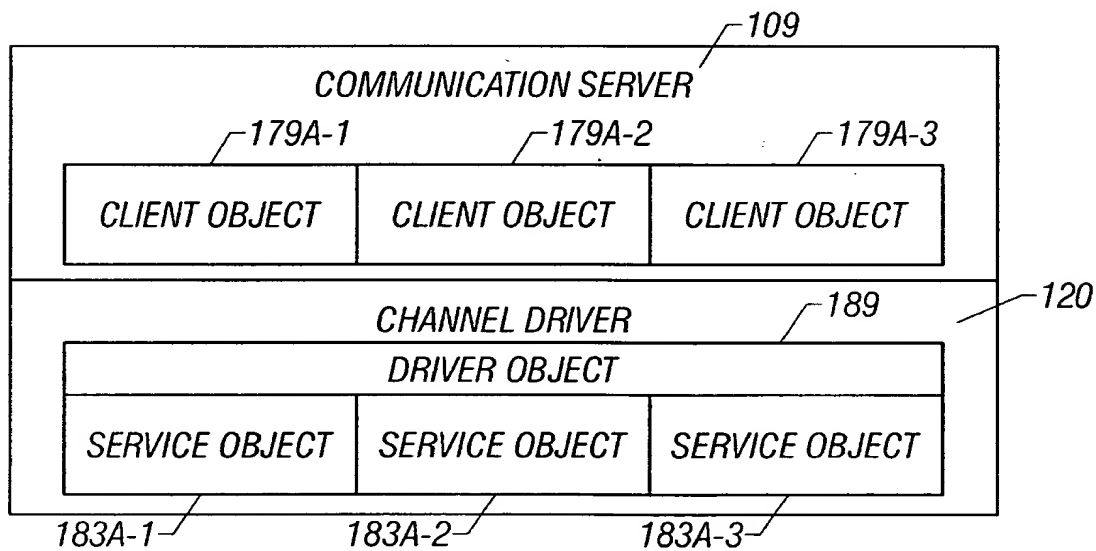 109
COMMUNICATION SERVER
179A-1 179A-2 179A-3
CLIENT OBJECT CLIENT OBJECT CLIENT OBJECT
120
189
CHANNEL DRIVER
DRIVER OBJECT
SERVICE OBJECT SERVICE OBJECT SERVICE OBJECT
183A-1 183A-2 183A-3